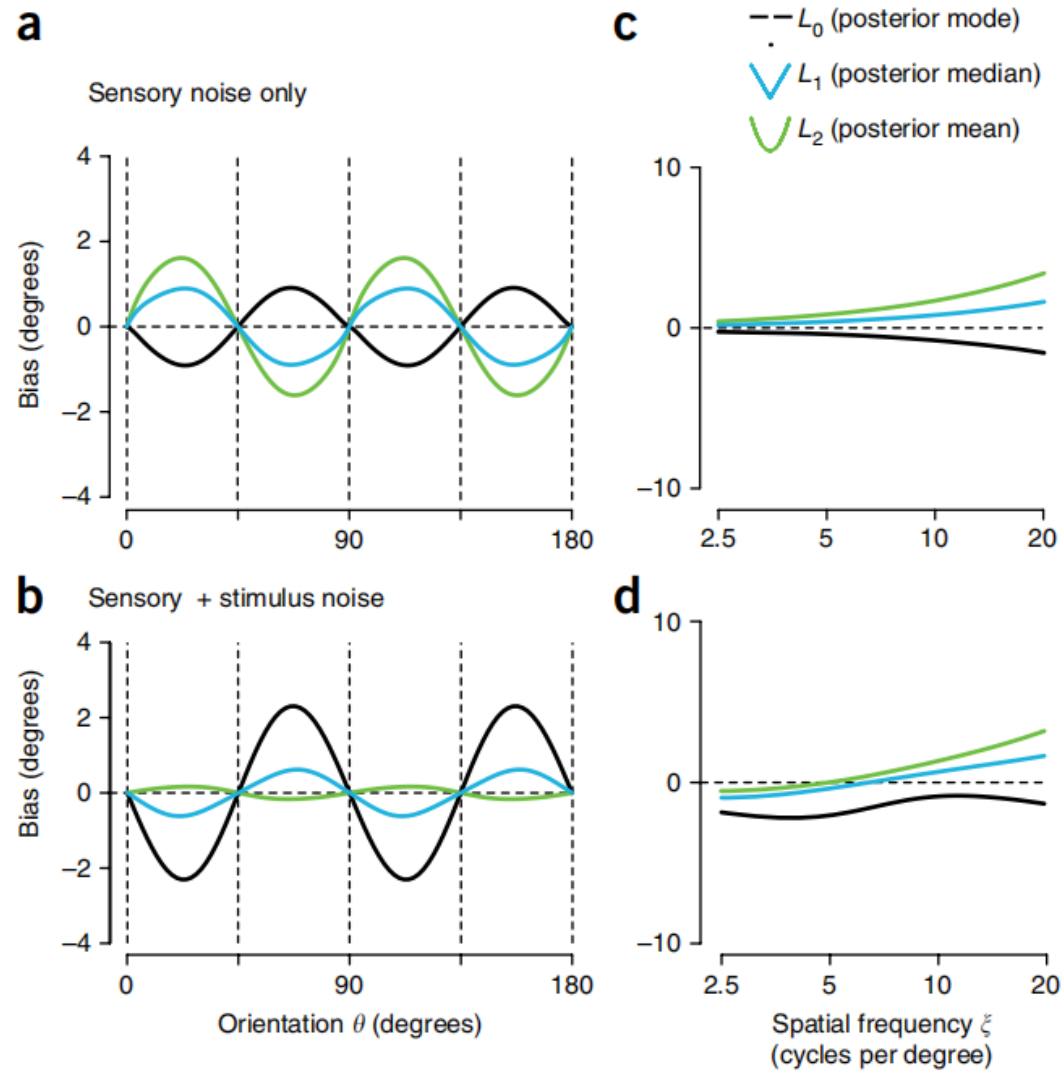 a
Sensory noise only
4
2
0
–2
–4
Bias (degrees)
0
90
180
b
Sensory + stimulus noise
4
2
0
–2
–4
Bias (degrees)
0
90
180
Orientation θ (degrees)
c
L0 (posterior mode)
L1 (posterior median)
L2 (posterior mean)
10
0
–10
2.5
5
10
20
d
10
0
–10
2.5
5
10
20
Spatial frequency ξ
(cycles per degree)